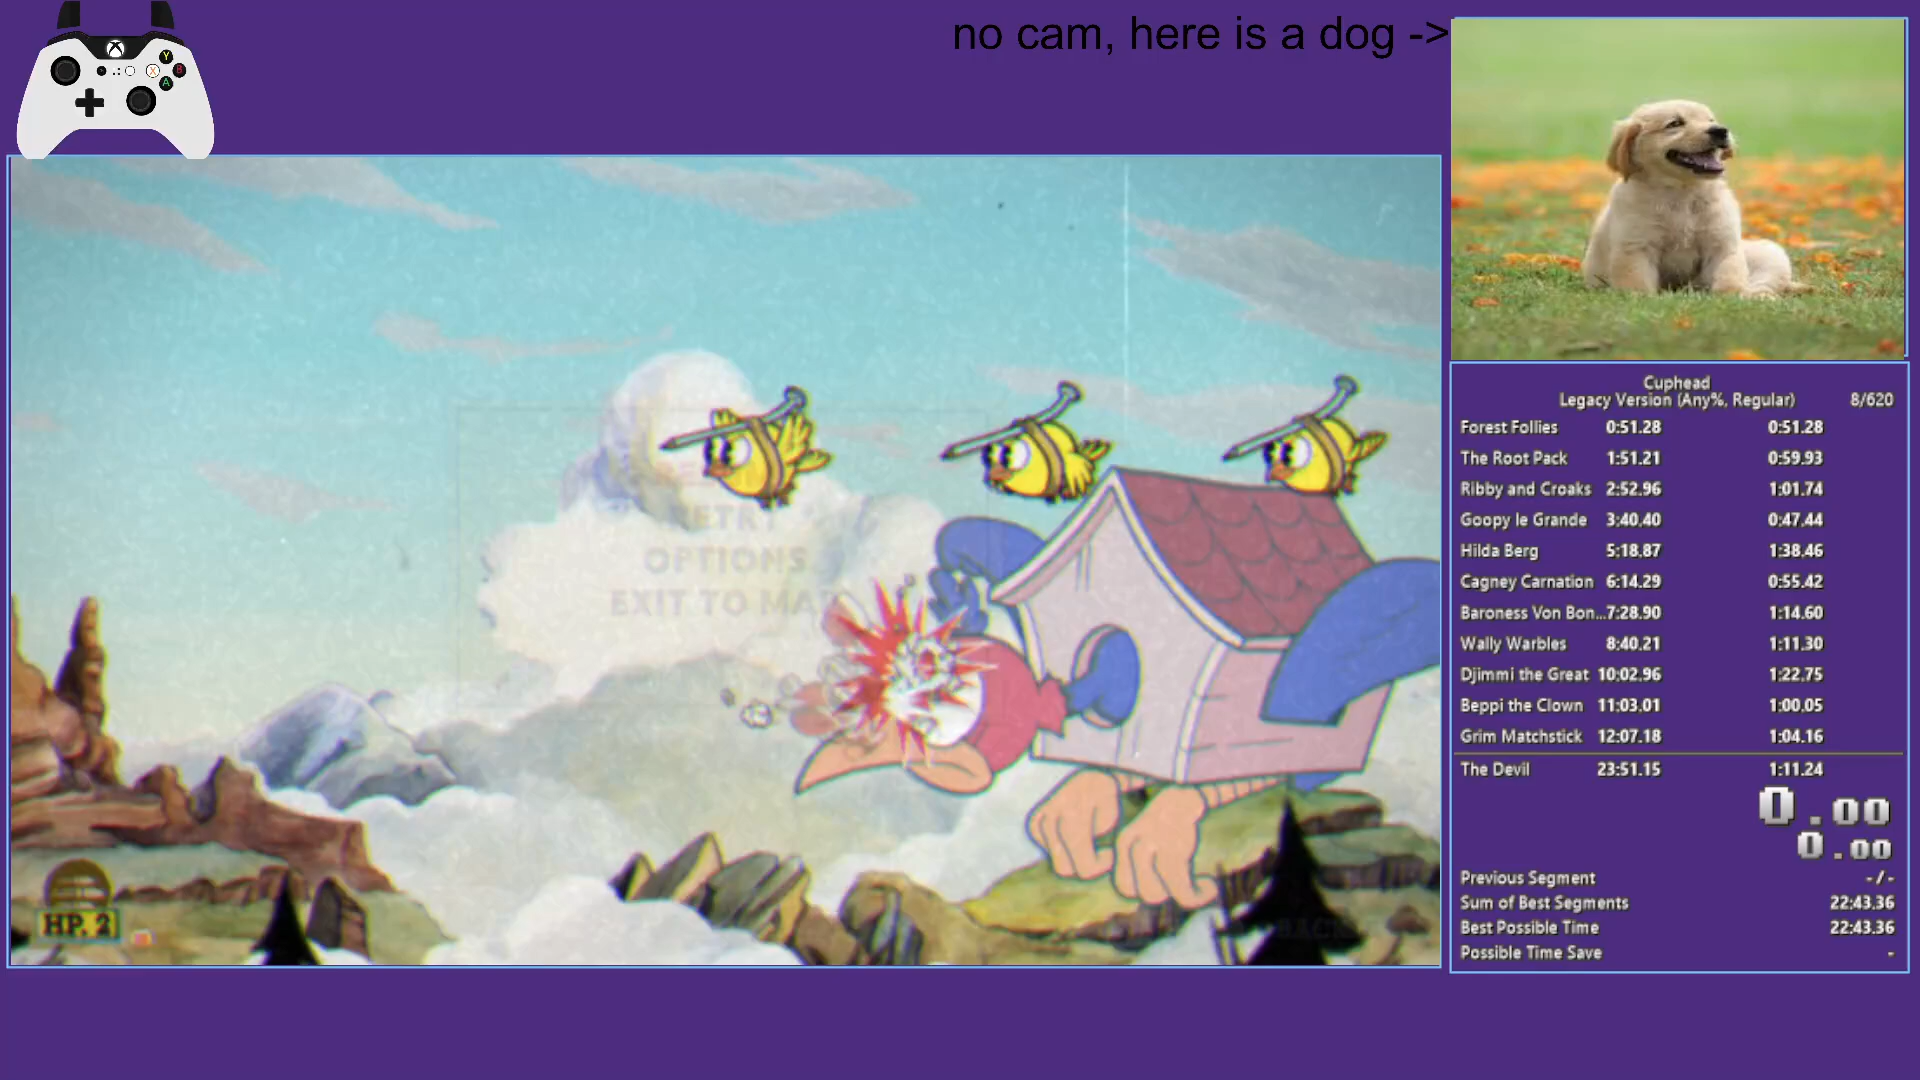 no cam, here is a dog ->
Y
X
B
A
RETRY
OPTIONS
EXIT TO MAP
HP. 2
Cuphead
Legacy Version (Any%, Regular) 8/620
Forest Follies 0:51.28 0:51.28
The Root Pack 1:51.21 0:59.93
Ribby and Croaks 2:52.96 1:01.74
Goopy le Grande 3:40.40 0:47.44
Hilda Berg 5:18.87 1:38.46
Cagney Carnation 6:14.29 0:55.42
Baroness Von Bon...7:28.90 1:14.60
Wally Warbles 8:40.21 1:11.30
Djimmi the Great 10:02.96 1:22.75
Beppi the Clown 11:03.01 1:00.05
Grim Matchstick 12:07.18 1:04.16
The Devil 23:51.15 1:11.24
0.00
0.00
Previous Segment -/-
Sum of Best Segments 22:43.36
Best Possible Time 22:43.36
Possible Time Save -